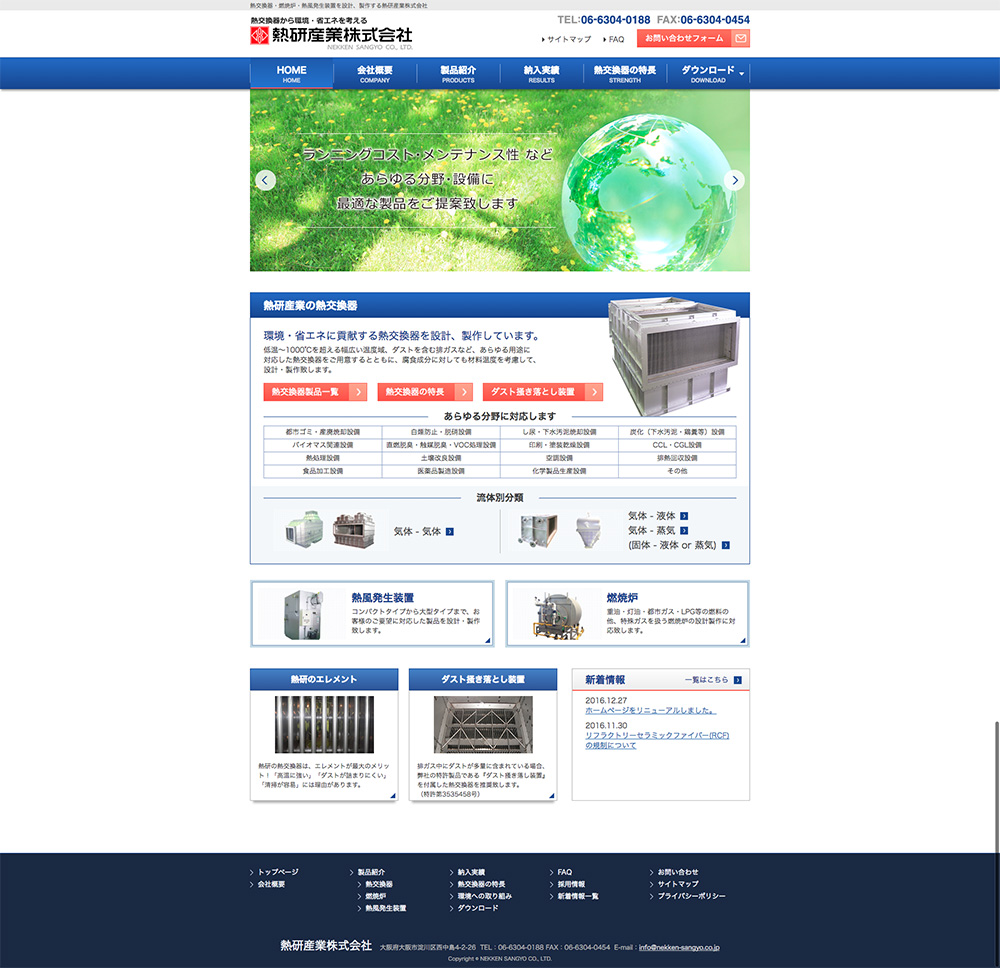 熱交換器・燃焼炉・熱風発生装置を設計、製作する熱研産業株式会社
熱交換器から環境・省エネを考える
熱研産業株式会社
NEKKEN SANGYO CO., LTD.
TEL:06-6304-0188 FAX:06-6304-0454
サイトマップ FAQ お問い合わせフォーム
HOME 会社概要 製品紹介 納入実績 熱交換器の特長 ダウンロード
HOME COMPANY PRODUCTS RESULTS STRENGTH DOWNLOAD
ランニングコスト・メンテナンス性 など
あらゆる分野・設備に
最適な製品をご提案致します
熱研産業の熱交換器
環境・省エネに貢献する熱交換器を設計、製作しています。
低温〜1000℃を超える幅広い温度域、ダストを含む排ガスなど、あらゆる用途に
対応した熱交換器をご用意するとともに、腐食成分に対しても材料温度を考慮して、
設計・製作致します。
熱交換器製品一覧 熱交換器の特長 ダスト掻き落とし装置
あらゆる分野に対応します
都市ゴミ・産廃焼却設備 白煙防止・脱硝設備 し尿・下水汚泥焼却設備 炭化（下水汚泥・鶏糞等）設備
バイオマス関連設備 直燃脱臭・触媒脱臭・VOC処理設備 印刷・塗装乾燥設備 CCL・CGL設備
熱処理設備 土壌改良設備 空調設備 排熱回収設備
食品加工設備 医薬品製造設備 化学製品生産設備 その他
流体別分類
気体 - 気体
気体 - 液体
気体 - 蒸気
(固体 - 液体 or 蒸気)
熱風発生装置
コンパクトタイプから大型タイプまで、お
客様のご要望に対応した製品を設計・製作
致します。
燃焼炉
重油・灯油・都市ガス・LPG等の燃料の
他、特殊ガスを扱う燃焼炉の設計製作に対
応致します。
熱研のエレメント
熱研の熱交換器は、エレメントが最大のメリッ
ト！「高温に強い」「ダストが詰まりにくい」
「清掃が容易」には理由があります。
ダスト掻き落とし装置
排ガス中にダストが多量に含まれている場合、
弊社の特許製品である『ダスト掻き落し装置』
を付属した熱交換器を推奨致します。
（特許第3535458号）
新着情報 一覧はこちら
2016.12.27
ホームページをリニューアルしました。
2016.11.30
リフラクトリーセラミックファイバー(RCF)
の規制について
トップページ 製品紹介 納入実績 FAQ お問い合わせ
会社概要 熱交換器 熱交換器の特長 採用情報 サイトマップ
燃焼炉 環境への取り組み 新着情報一覧 プライバシーポリシー
熱風発生装置 ダウンロード
熱研産業株式会社 大阪府大阪市淀川区西中島4-2-26 TEL：06-6304-0188 FAX：06-6304-0454 E-mail：info@nekken-sangyo.co.jp
Copyright © NEKKEN SANGYO CO., LTD.